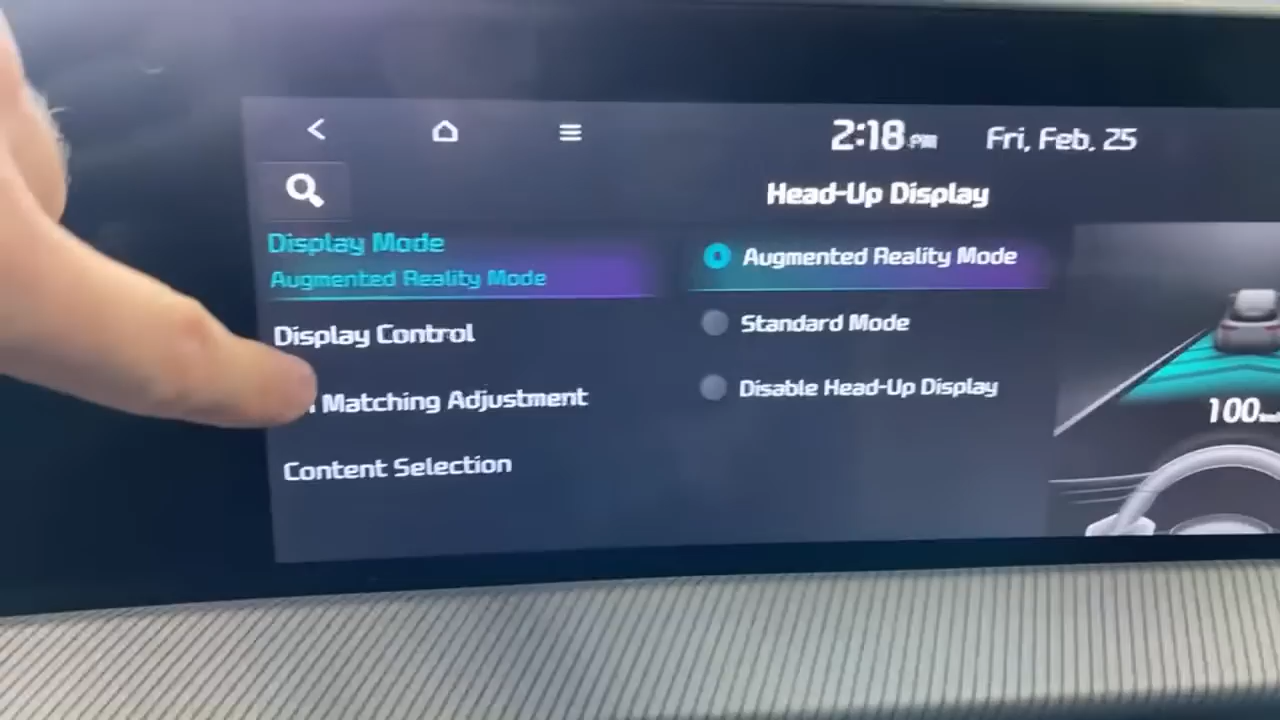 2:18 PM Fri, Feb. 25
Head-Up Display
Display Mode
Augmented Reality Mode
Display Control
Matching Adjustment
Content Selection
Augmented Reality Mode
Standard Mode
Disable Head-Up Display
100